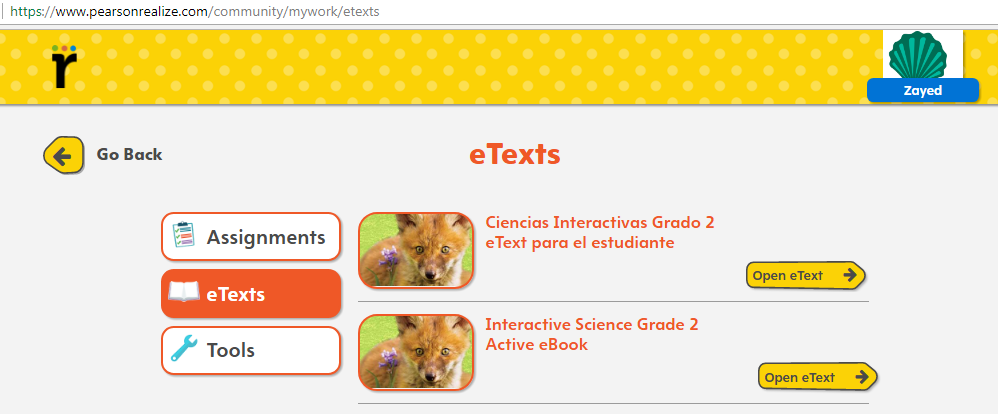 https://www.pearsonrealize.com/community/mywork/etexts
r
Zayed
Go Back
eTexts
Assignments
eTexts
Tools
Ciencias Interactivas Grado 2
eText para el estudiante
Open eText
Interactive Science Grade 2
Active eBook
Open eText